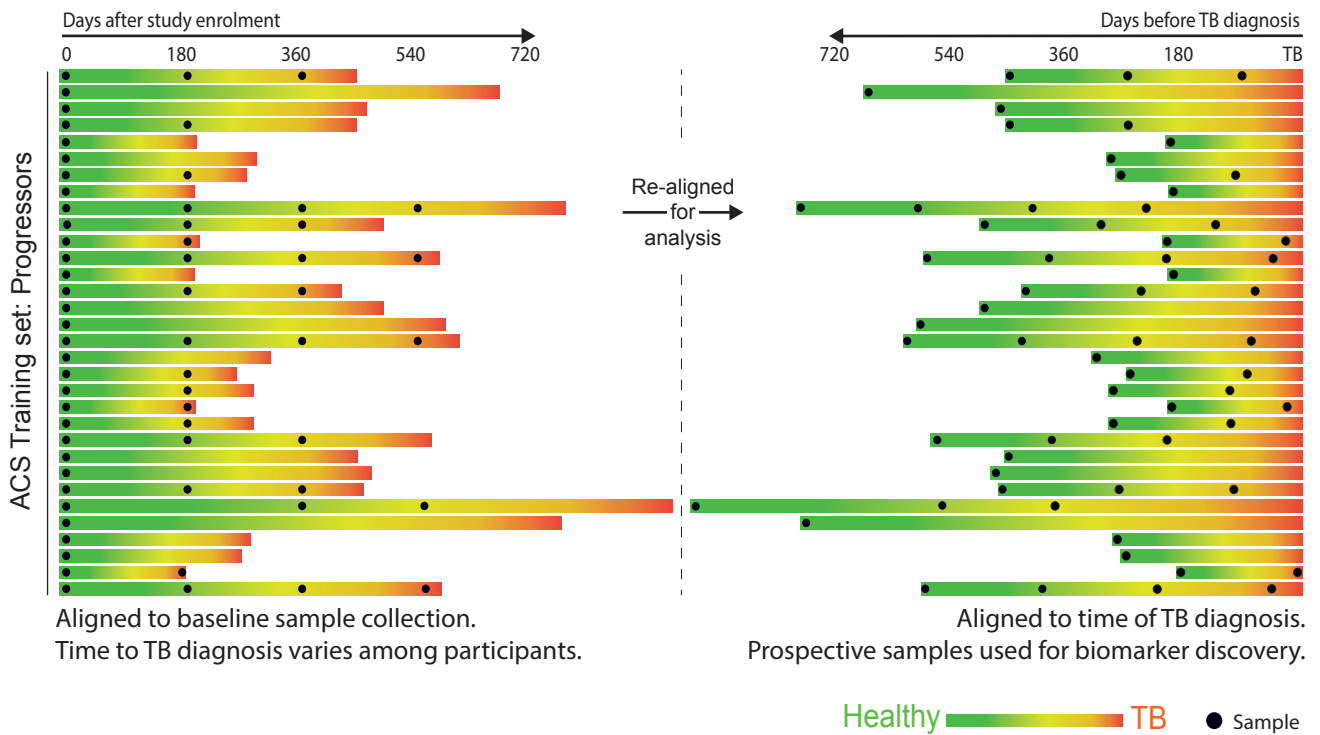 Days after study enrolment
Days before TB diagnosis
0 180 360 540 720
720 540 360 180 TB
ACS Training set: Progressors
Re-aligned
for
analysis
Aligned to baseline sample collection.
Time to TB diagnosis varies among participants.
Aligned to time of TB diagnosis.
Prospective samples used for biomarker discovery.
Healthy TB Sample